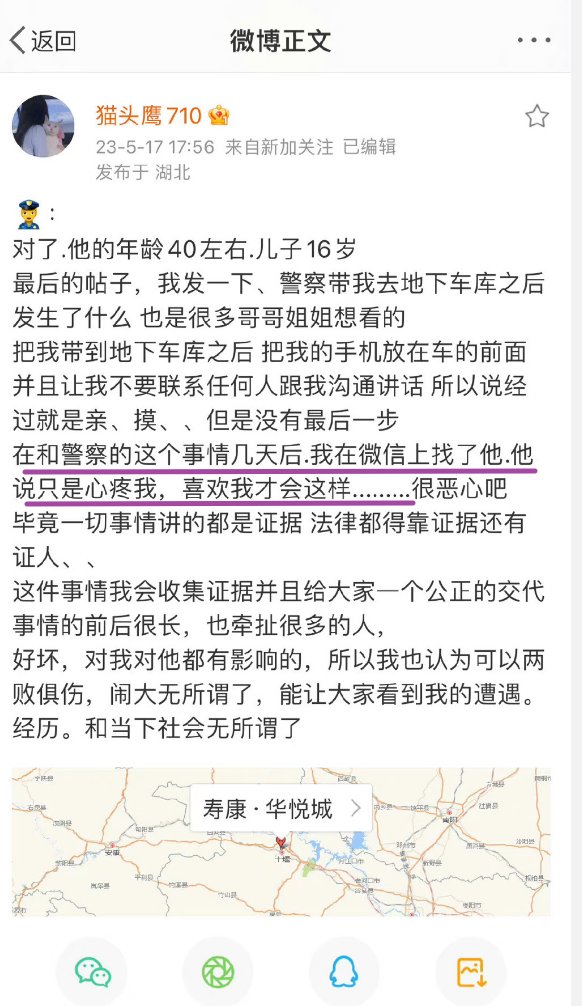 返回
微博正文
猫头鹰710
23-5-17 17:56 来自新加关注 已编辑
发布于 湖北
:
对了.他的年龄40左右.儿子16岁
最后的帖子，我发一下、警察带我去地下车库之后
发生了什么 也是很多哥哥姐姐想看的
把我带到地下车库之后 把我的手机放在车的前面
并且让我不要联系任何人跟我沟通讲话 所以说经
过就是亲、摸、、但是没有最后一步
在和警察的这个事情几天后.我在微信上找了他.他
说只是心疼我，喜欢我才会这样.........很恶心吧
毕竟一切事情讲的都是证据 法律都得靠证据还有
证人、、
这件事情我会收集证据并且给大家一个公正的交代
事情的前后很长，也牵扯很多的人，
好坏，对我对他都有影响的，所以我也认为可以两
败俱伤，闹大无所谓了，能让大家看到我的遭遇。
经历。和当下社会无所谓了
寿康·华悦城
安康
十堰
南阳
平利县
竹溪县